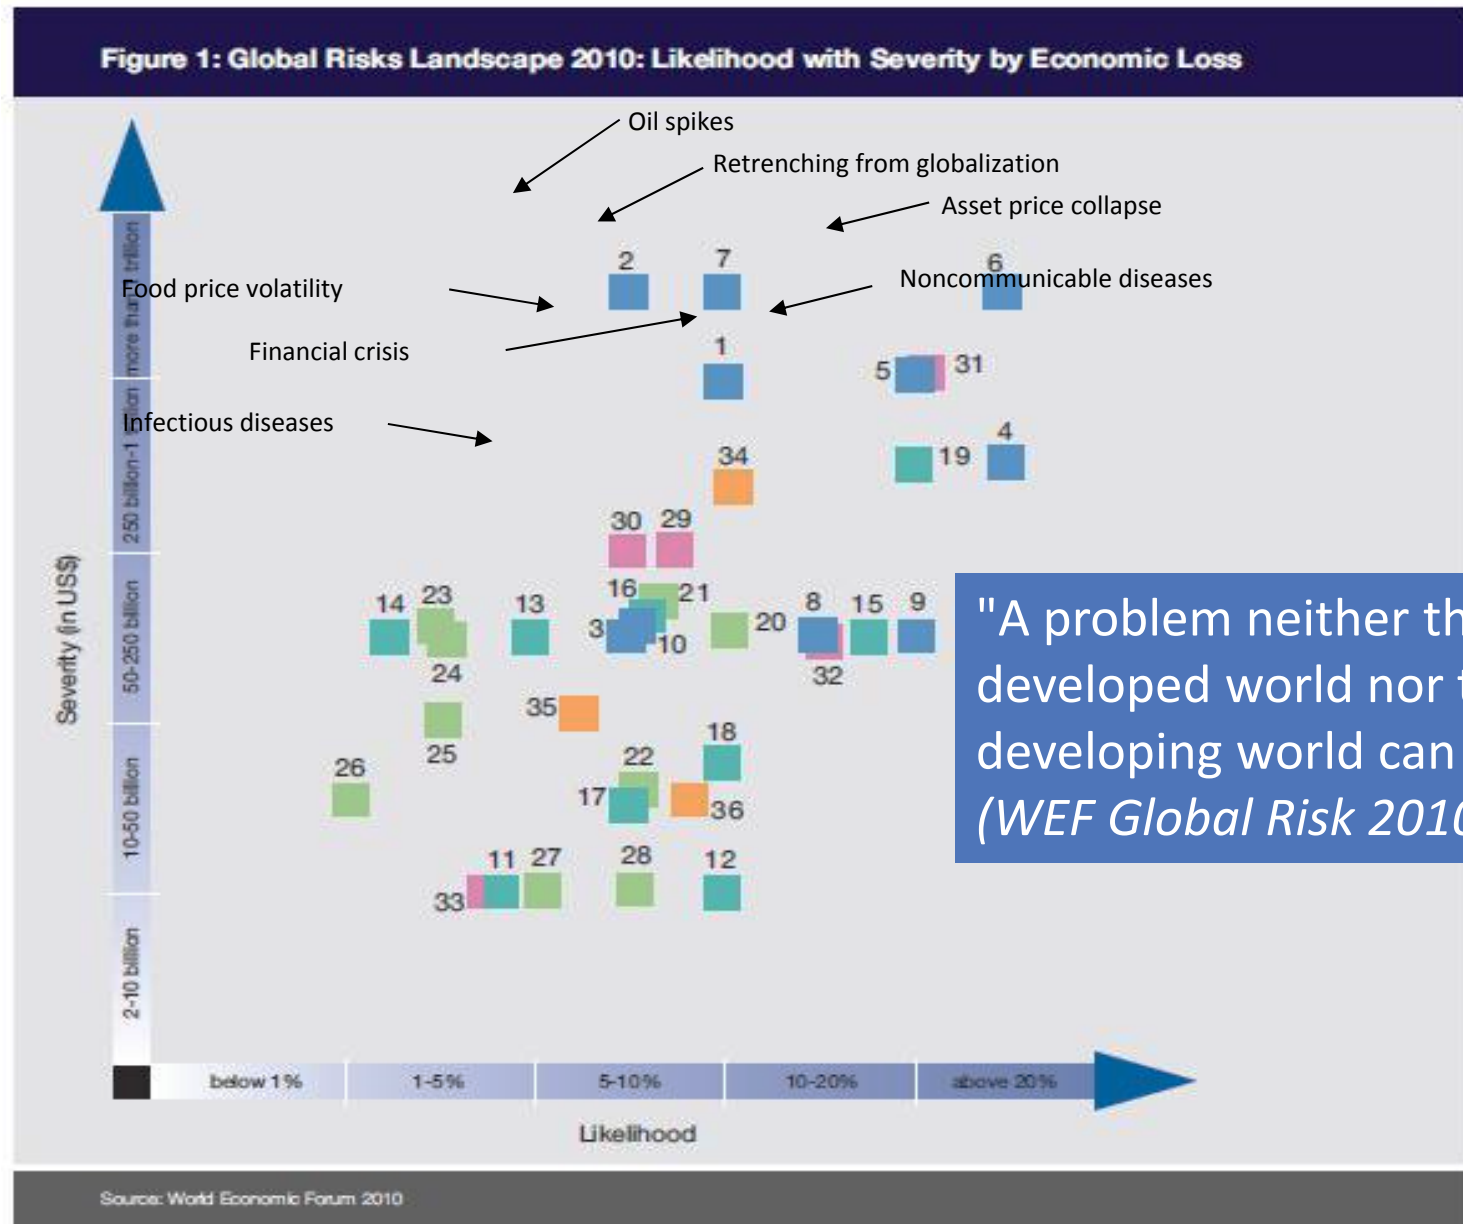 Figure 1: Global Risks Landscape 2010: Likelihood with Severity by Economic Loss
Oil spikes
Retrenching from globalization
Asset price collapse
2
7
6
Noncommunicable diseases
Food price volatility
Financial crisis
1
5
31
Infectious diseases
4
19
34
30
29
14
23
13
16
21
3
10
20
8
15
9
32
24
35
25
18
26
22
17
36
11
27
28
12
33
"A problem neither
developed world nor
developing world can
(WEF Global Risk
Severity (in US$)
more than trillion
250 billion-1
50-250 billion
10-50 billion
2-10 billion
below 1%
1-5%
5-10%
10-20%
above 20%
Likelihood
Source: World Economic Forum 2010